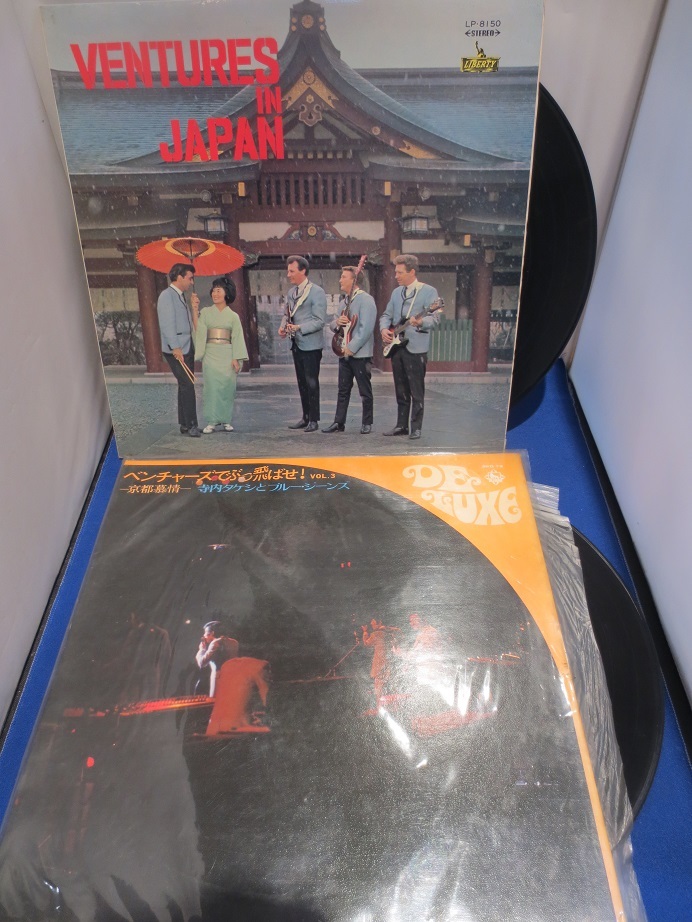 VENTURES
IN
JAPAN
LP-8150
STEREO
LIBERTY
ベンチャーズでぶっ飛ばせ! VOL.3
—京都慕情— 寺内タケシとブルー・ジーンズ
DE
LUXE